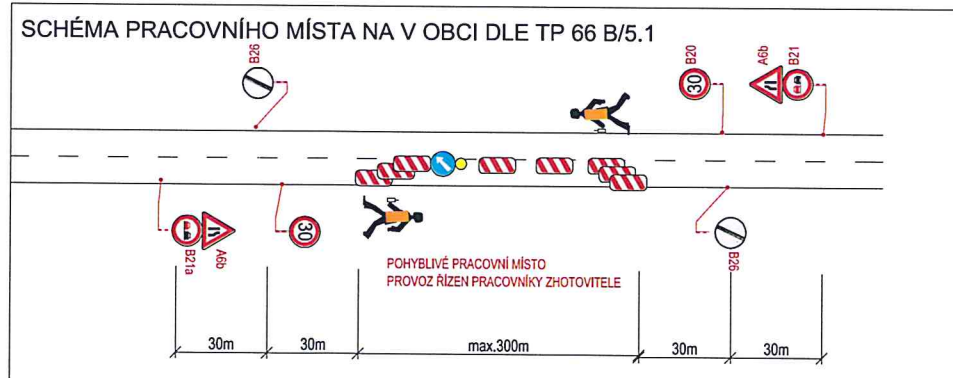 SCHÉMA PRACOVNÍHO MÍSTA NA V OBCI DLE TP 66 B/5.1
B26
B20
A6b
B21
30
30
B21a
A6b
B26
POHYBLIVÉ PRACOVNÍ MÍSTO
PROVOZ ŘÍZEN PRACOVNÍKY ZHOTOVITELE
30m
30m
max.300m
30m
30m